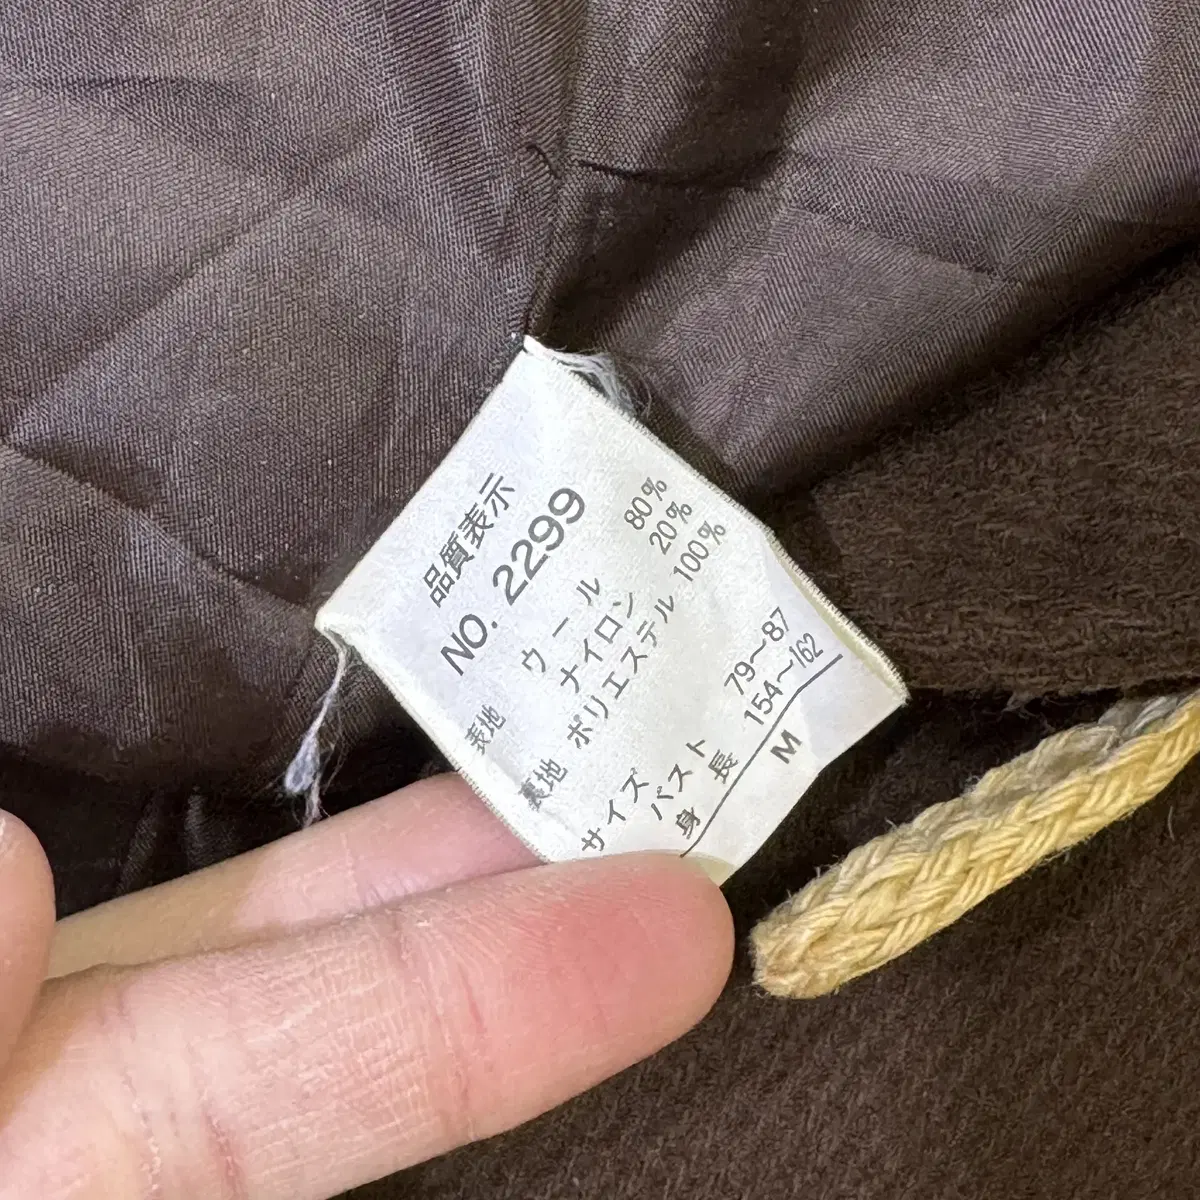 品質表示
NO. 2299
表地 ウール 80%
ナイロン 20%
裏地 ポリエステル 100%
サイズ
バスト 79〜87
身長 154〜162
M